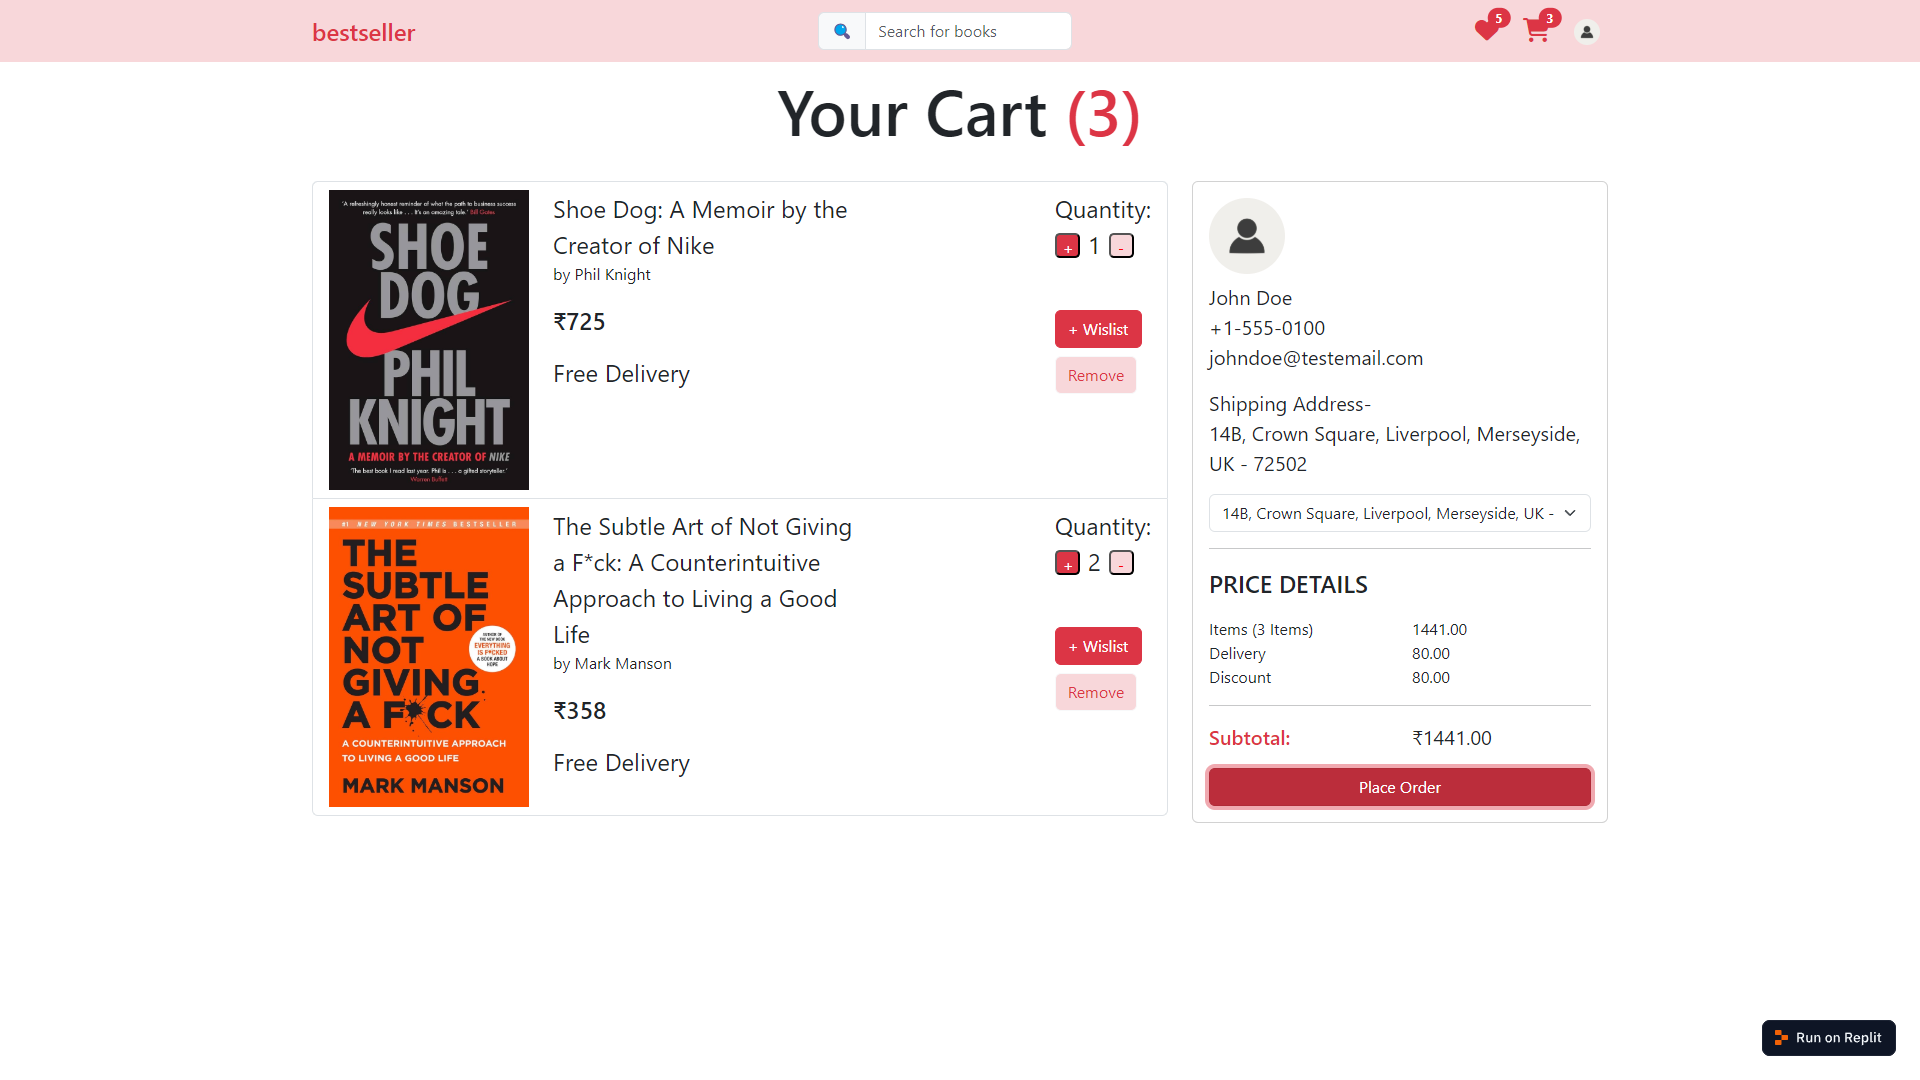 bestseller
Search for books
5
3
Your Cart (3)
'A refreshingly honest reminder of what the path to business success
really looks like . . . It's an amazing tale.' Bill Gates
SHOE
DOG
PHIL
KNIGHT
A MEMOIR BY THE CREATOR OF NIKE
'The best book I read last year. Phil is . . . a gifted storyteller.'
Warren Buffett
Shoe Dog: A Memoir by the
Creator of Nike
by Phil Knight
₹725
Free Delivery
Quantity:
+ 1 -
+ Wislist
Remove
#1 NEW YORK TIMES BESTSELLER
THE
SUBTLE
ART OF
NOT
GIVING
A F*CK
AUTHOR OF
THE NEW BOOK
EVERYTHING
IS F*CKED
A BOOK ABOUT
HOPE
A COUNTERINTUITIVE APPROACH
TO LIVING A GOOD LIFE
MARK MANSON
The Subtle Art of Not Giving
a F*ck: A Counterintuitive
Approach to Living a Good
Life
by Mark Manson
₹358
Free Delivery
Quantity:
+ 2 -
+ Wislist
Remove
John Doe
+1-555-0100
johndoe@testemail.com
Shipping Address-
14B, Crown Square, Liverpool, Merseyside,
UK - 72502
14B, Crown Square, Liverpool, Merseyside, UK -
PRICE DETAILS
Items (3 Items) 1441.00
Delivery 80.00
Discount 80.00
Subtotal: ₹1441.00
Place Order
Run on Replit